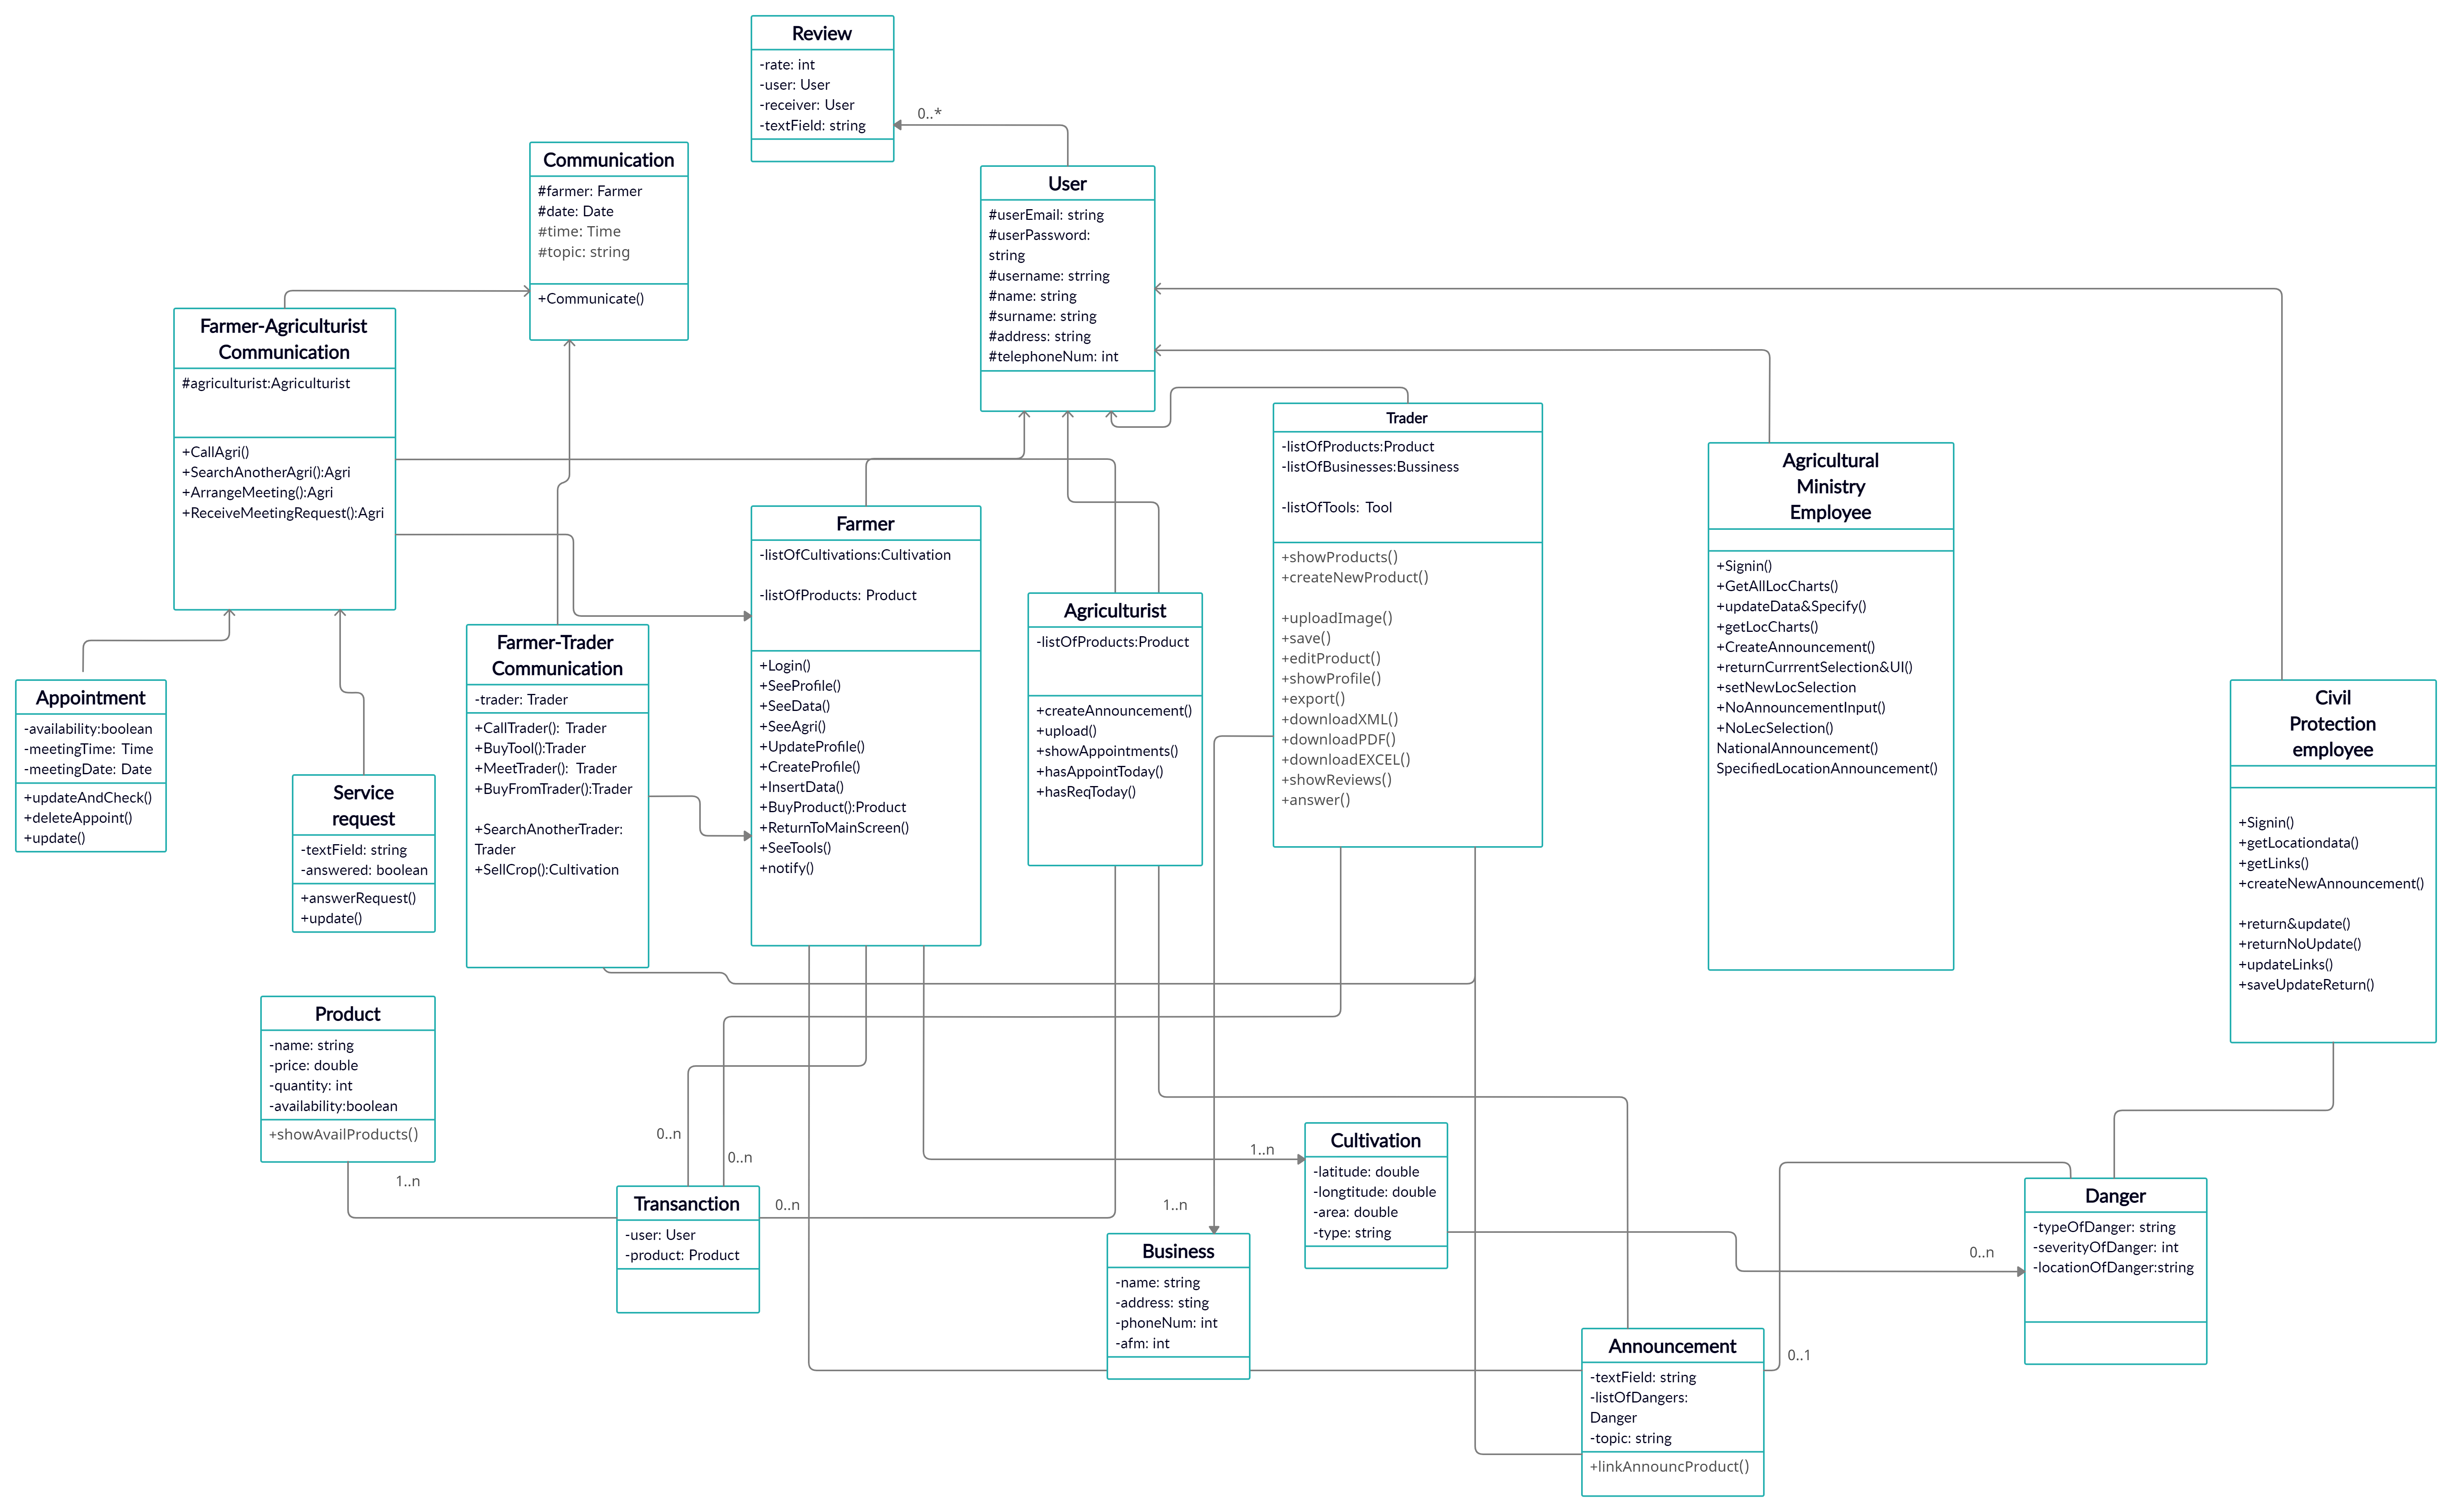 Review
-rate: int
-user: User
-receiver: User
-textField: string
0..*
Communication
#farmer: Farmer
#date: Date
#time: Time
#topic: string
+Communicate()
User
#userEmail: string
#userPassword:
string
#username: strring
#name: string
#surname: string
#address: string
#telephoneNum: int
Farmer-Agriculturist
Communication
#agriculturist:Agriculturist
+CallAgri()
+SearchAnotherAgri():Agri
+ArrangeMeeting():Agri
+ReceiveMeetingRequest():Agri
Trader
-listOfProducts:Product
-listOfBusinesses:Bussiness
-listOfTools: Tool
+showProducts()
+createNewProduct()
+uploadImage()
+save()
+editProduct()
+showProfile()
+export()
+downloadXML()
+downloadPDF()
+downloadEXCEL()
+showReviews()
+answer()
Agricultural
Ministry
Employee
+Signin()
+GetAllLocCharts()
+updateData&Specify()
+getLocCharts()
+CreateAnnouncement()
+returnCurrrentSelection&UI()
+setNewLocSelection
+NoAnnouncementInput()
+NoLecSelection()
NationalAnnouncement()
SpecifiedLocationAnnouncement()
Farmer
-listOfCultivations:Cultivation
-listOfProducts: Product
+Login()
+SeeProfile()
+SeeData()
+SeeAgri()
+UpdateProfile()
+CreateProfile()
+InsertData()
+BuyProduct():Product
+ReturnToMainScreen()
+SeeTools()
+notify()
Agriculturist
-listOfProducts:Product
+createAnnouncement()
+upload()
+showAppointments()
+hasAppointToday()
+hasReqToday()
Farmer-Trader
Communication
-trader: Trader
+CallTrader(): Trader
+BuyTool():Trader
+MeetTrader(): Trader
+BuyFromTrader():Trader
+SearchAnotherTrader:
Trader
+SellCrop():Cultivation
Appointment
-availability:boolean
-meetingTime: Time
-meetingDate: Date
+updateAndCheck()
+deleteAppoint()
+update()
Service
request
-textField: string
-answered: boolean
+answerRequest()
+update()
Civil
Protection
employee
+Signin()
+getLocationdata()
+getLinks()
+createNewAnnouncement()
+return&update()
+returnNoUpdate()
+updateLinks()
+saveUpdateReturn()
Product
-name: string
-price: double
-quantity: int
-availability:boolean
+showAvailProducts()
1..n
0..n
0..n
0..n
Transanction
-user: User
-product: Product
1..n
1..n
Cultivation
-latitude: double
-longtitude: double
-area: double
-type: string
Business
-name: string
-address: sting
-phoneNum: int
-afm: int
0..n
Danger
-typeOfDanger: string
-severityOfDanger: int
-locationOfDanger:string
0..1
Announcement
-textField: string
-listOfDangers:
Danger
-topic: string
+linkAnnouncProduct()